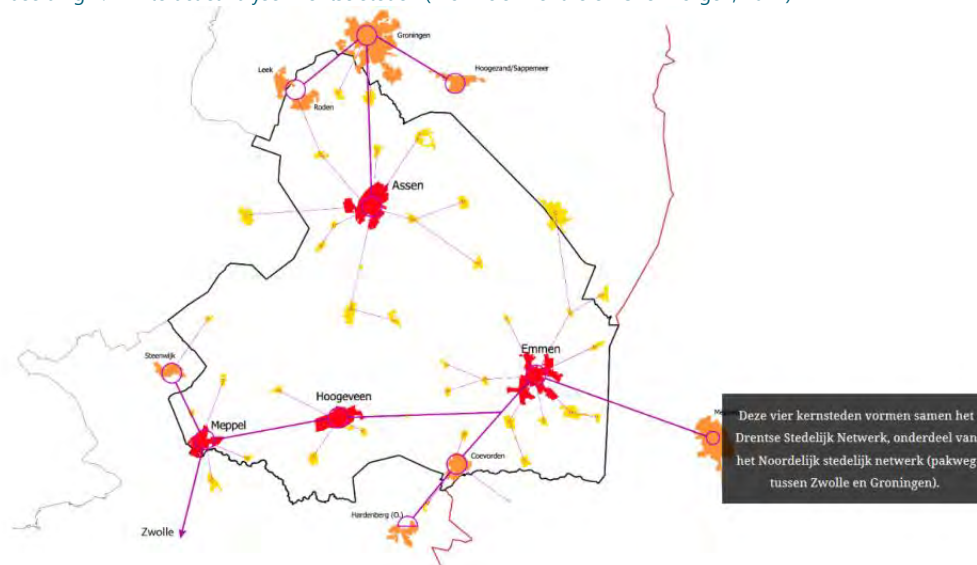 Groningen
Leek
Hoogezand/Sappemeer
Roden
Assen
Steenwijk
Emmen
Hoogeveen
Meppel
Coevorden
Hardenberg (O.)
Zwolle
Deze vier kernsteden vormen samen het
Drentse Stedelijk Netwerk, onderdeel van
het Noordelijk stedelijk netwerk (pakweg
tussen Zwolle en Groningen).